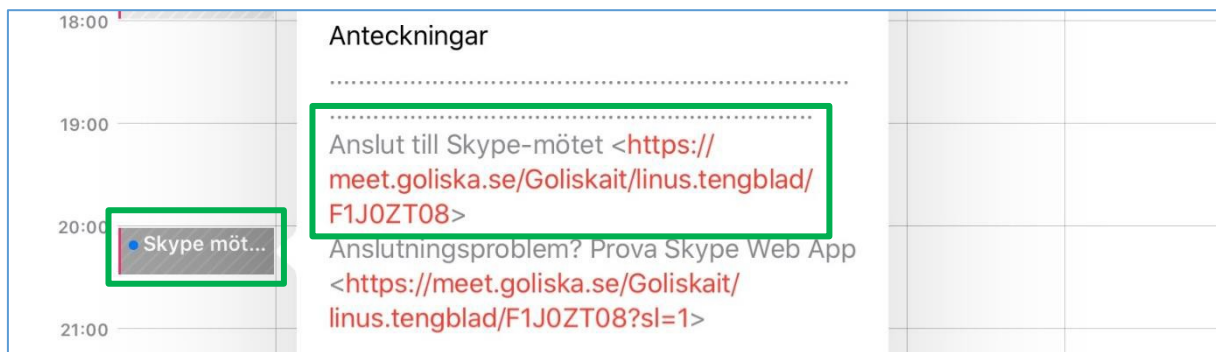 18:00
Anteckningar
19:00
Anslut till Skype-mötet <https://
meet.goliska.se/Goliskait/linus.tengblad/
F1J0ZT08>
20:00
Skype möt...
Anslutningsproblem? Prova Skype Web App
<https://meet.goliska.se/Goliskait/
linus.tengblad/F1J0ZT08?sl=1>
21:00